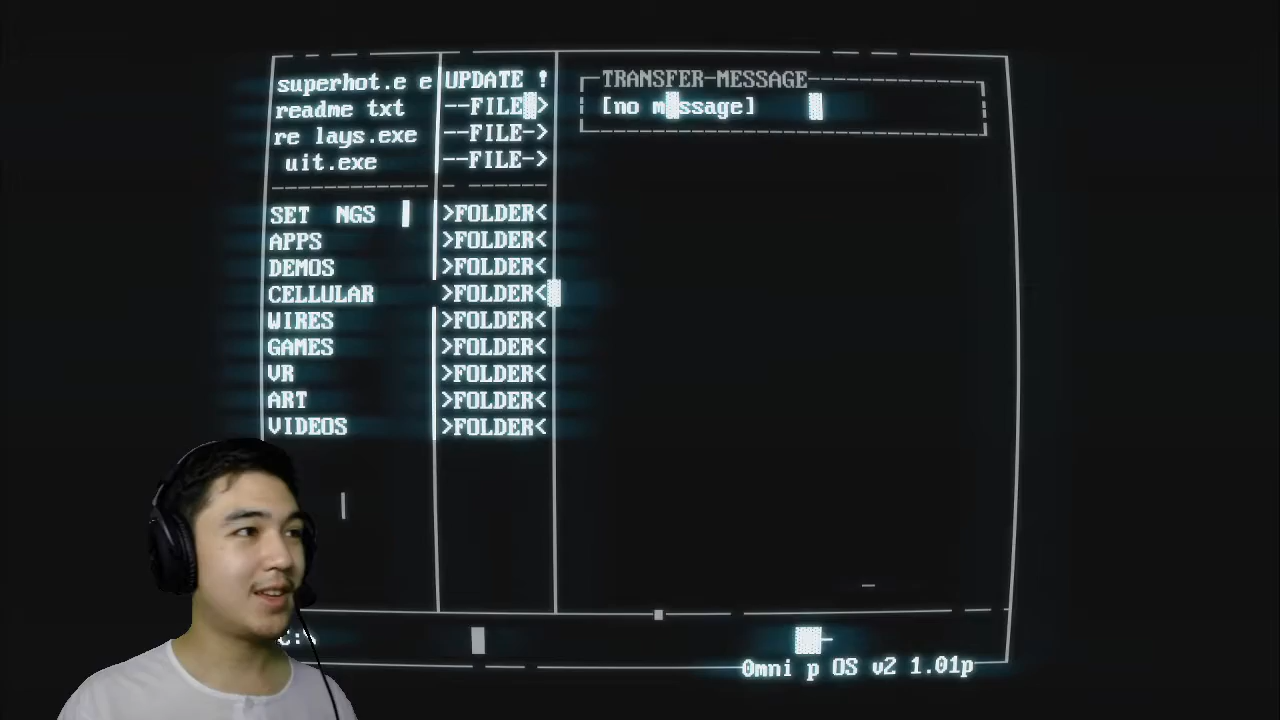 superhot.e e UPDATE !
readme txt --FILE->
re lays.exe --FILE->
uit.exe --FILE->
SET NGS >FOLDER<
APPS >FOLDER<
DEMOS >FOLDER<
CELLULAR >FOLDER<
WIRES >FOLDER<
GAMES >FOLDER<
VR >FOLDER<
ART >FOLDER<
VIDEOS >FOLDER<
TRANSFER-MESSAGE
[no m ssage]
C:\
Omni p OS v2 1.01p